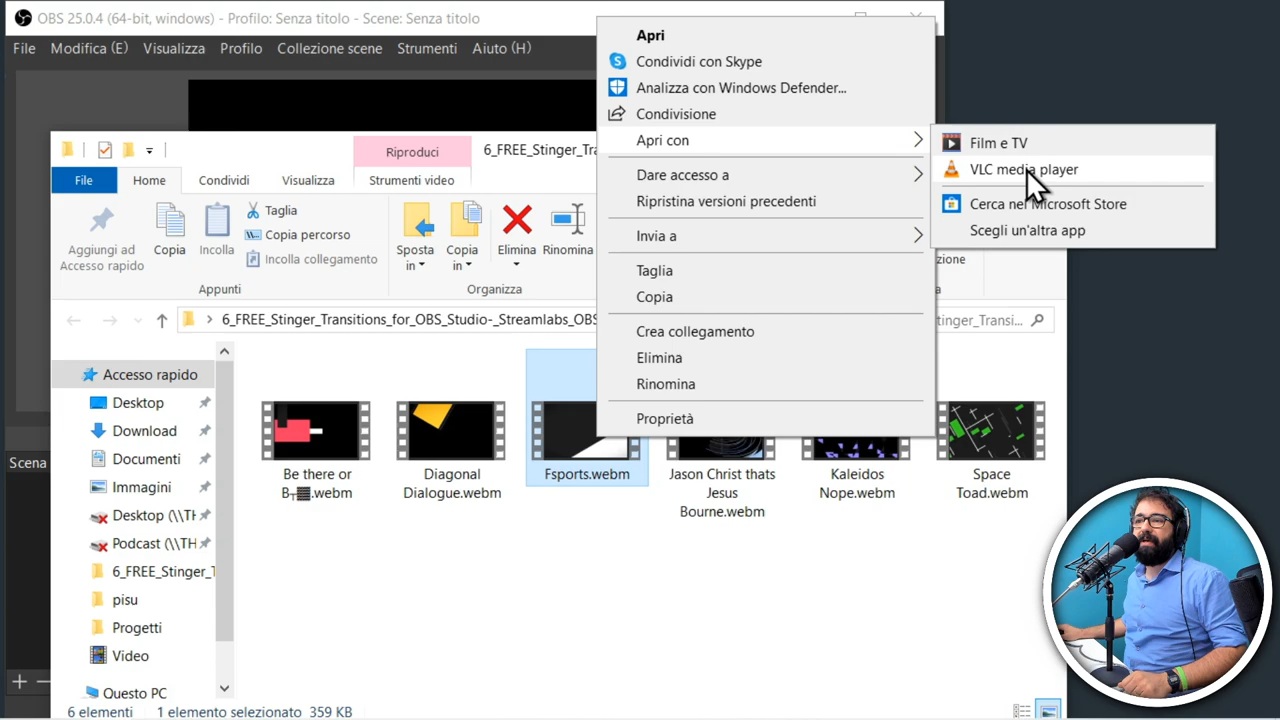 OBS 25.0.4 (64-bit, windows) - Profilo: Senza titolo - Scene: Senza titolo
File Modifica (E) Visualizza Profilo Collezione scene Strumenti Aiuto (H)
Apri
Condividi con Skype
Analizza con Windows Defender...
Condivisione
Apri con
Dare accesso a
Ripristina versioni precedenti
Invia a
Taglia
Copia
Crea collegamento
Elimina
Rinomina
Proprietà
Film e TV
VLC media player
Cerca nel Microsoft Store
Scegli un'altra app
Riproduci
6_FREE_Stinger_Tra
File Home Condividi Visualizza Strumenti video
Aggiungi ad
Accesso rapido
Copia
Incolla
Taglia
Copia percorso
Incolla collegamento
Appunti
Sposta
in
Copia
in
Elimina
Rinomina
Organizza
zione
6_FREE_Stinger_Transitions_for_OBS_Studio-_Streamlabs_OBS
tinger_Transi...
Accesso rapido
Desktop
Download
Documenti
Immagini
Desktop (\\TH
Podcast (\\TH
6_FREE_Stinger_T
pisu
Progetti
Video
Questo PC
Be there or
Diagonal
Dialogue.webm
Fsports.webm
Jason Christ thats
Jesus
Bourne.webm
Kaleidos
Nope.webm
Space
Toad.webm
Scena
6 elementi 1 elemento selezionato 359 KB